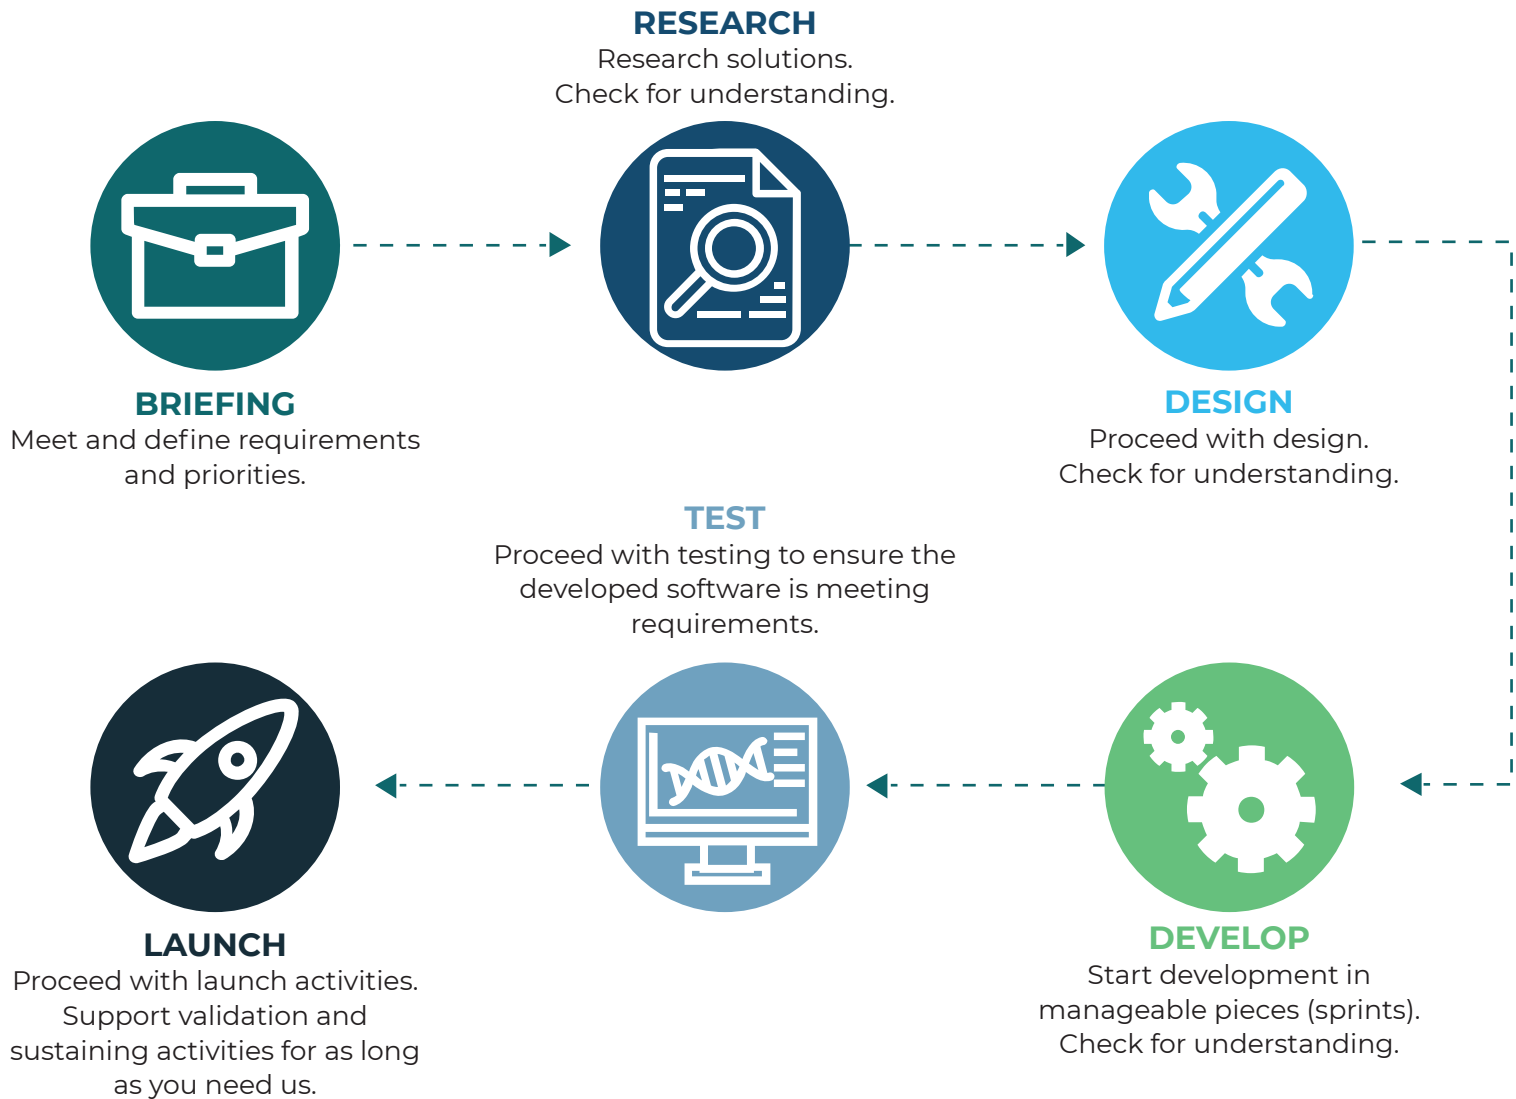 RESEARCH
Research solutions.
Check for understanding.
BRIEFING
Meet and define requirements
and priorities.
DESIGN
Proceed with design.
Check for understanding.
TEST
Proceed with testing to ensure the
developed software is meeting
requirements.
LAUNCH
Proceed with launch activities.
Support validation and
sustaining activities for as long
as you need us.
DEVELOP
Start development in
manageable pieces (sprints).
Check for understanding.